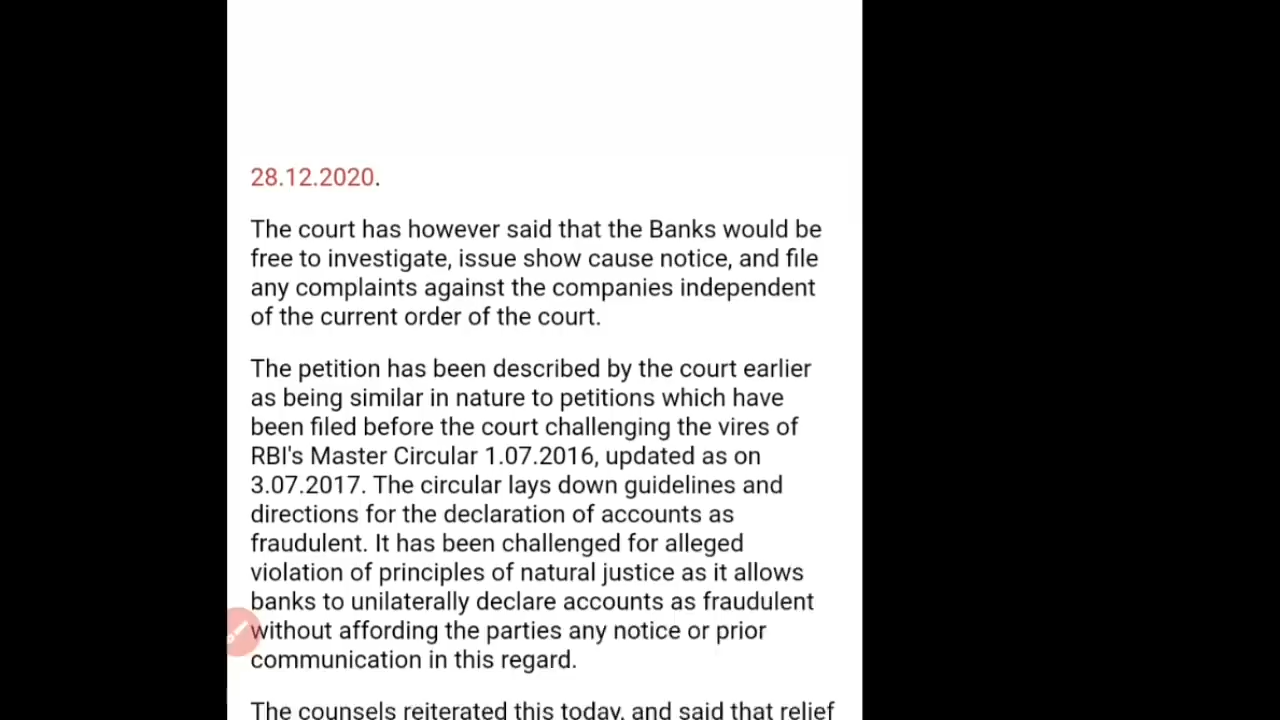 28.12.2020.
The court has however said that the Banks would be
free to investigate, issue show cause notice, and file
any complaints against the companies independent
of the current order of the court.
The petition has been described by the court earlier
as being similar in nature to petitions which have
been filed before the court challenging the vires of
RBI's Master Circular 1.07.2016, updated as on
3.07.2017. The circular lays down guidelines and
directions for the declaration of accounts as
fraudulent. It has been challenged for alleged
violation of principles of natural justice as it allows
banks to unilaterally declare accounts as fraudulent
without affording the parties any notice or prior
communication in this regard.
The counsels reiterated this today, and said that relief